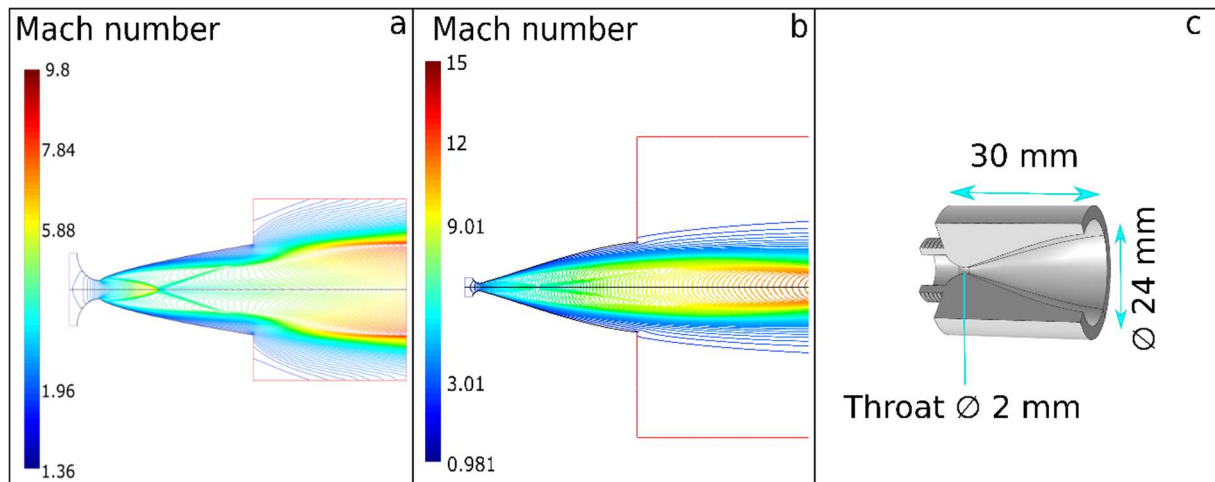 Mach number
a
9.8
7.84
5.88
1.96
1.36
Mach number
b
15
12
9.01
3.01
0.981
c
30 mm
Ø 24 mm
Throat Ø 2 mm